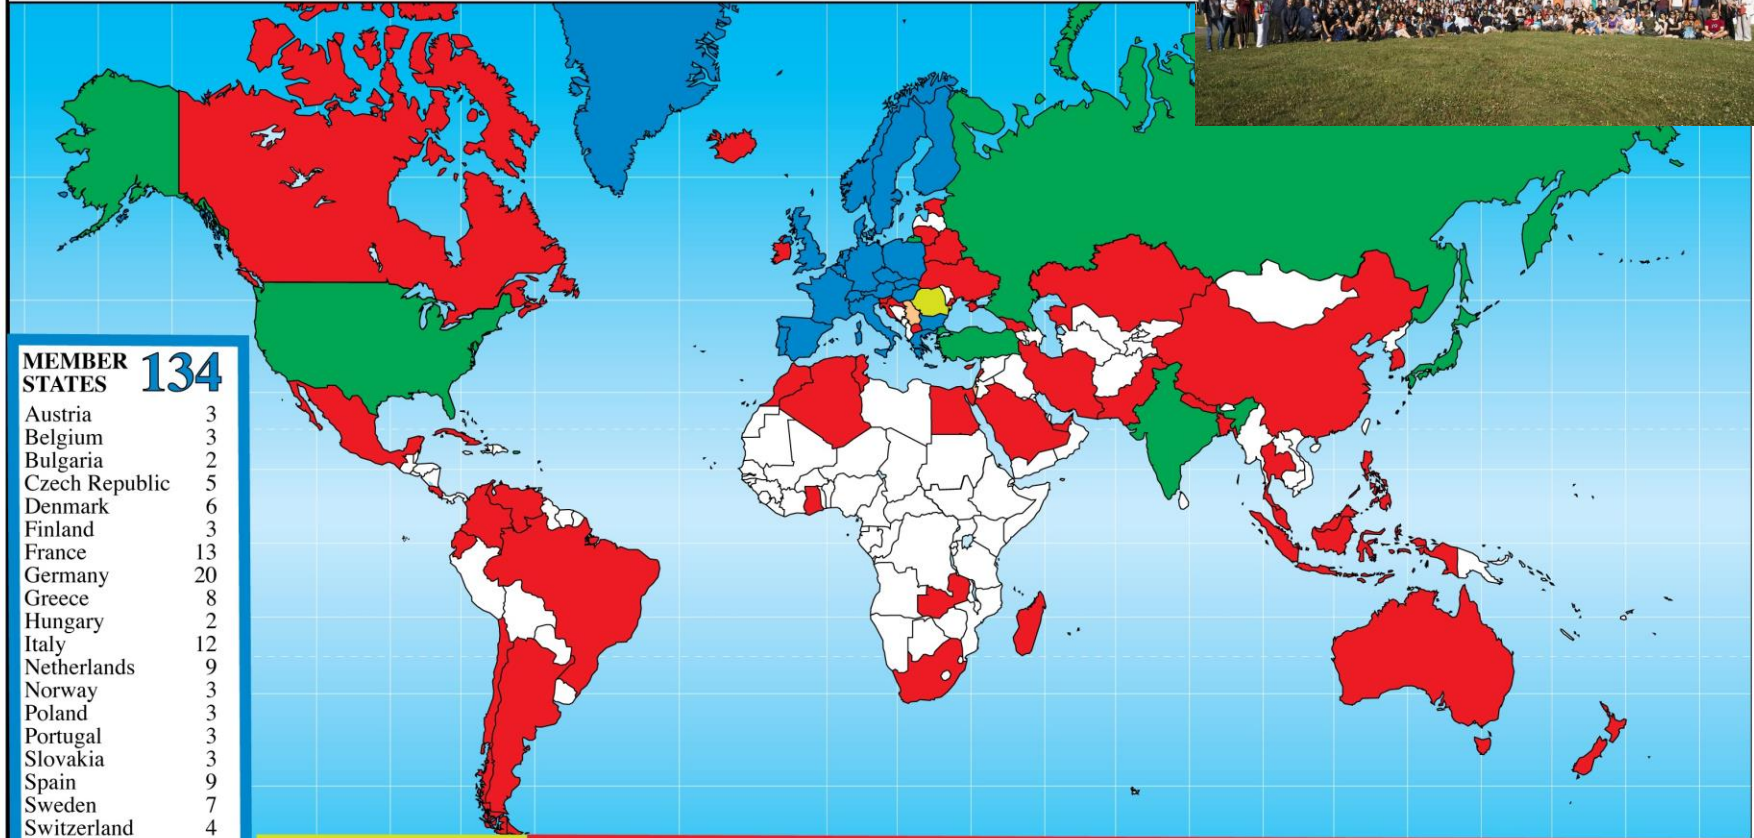 MEMBER
STATES 134
Austria 3
Belgium 3
Bulgaria 2
Czech Republic 5
Denmark 6
Finland 3
France 13
Germany 20
Greece 8
Hungary 2
Italy 12
Netherlands 9
Norway 3
Poland 3
Portugal 3
Slovakia 3
Spain 9
Sweden 7
Switzerland 4